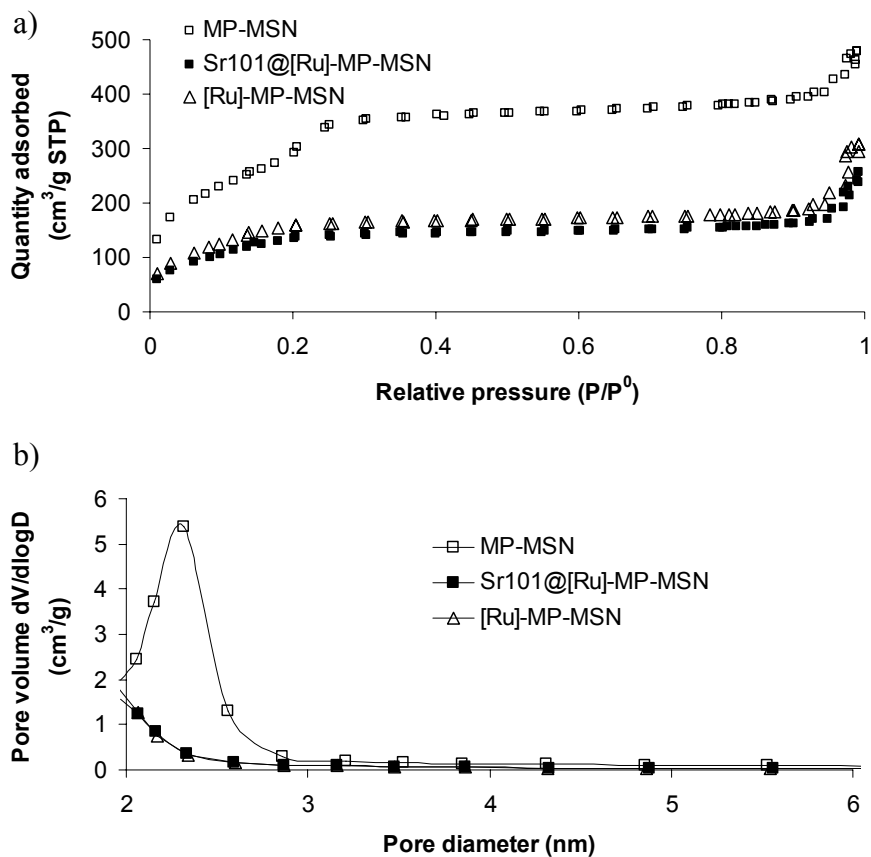 a)
MP-MSN
Sr101@[Ru]-MP-MSN
[Ru]-MP-MSN
Quantity adsorbed
(cm³/g STP)
500
400
300
200
100
0
0 0.2 0.4 0.6 0.8 1
Relative pressure (P/P⁰)
b)
MP-MSN
Sr101@[Ru]-MP-MSN
[Ru]-MP-MSN
Pore volume dV/dlogD
(cm³/g)
6
5
4
3
2
1
0
2 3 4 5 6
Pore diameter (nm)